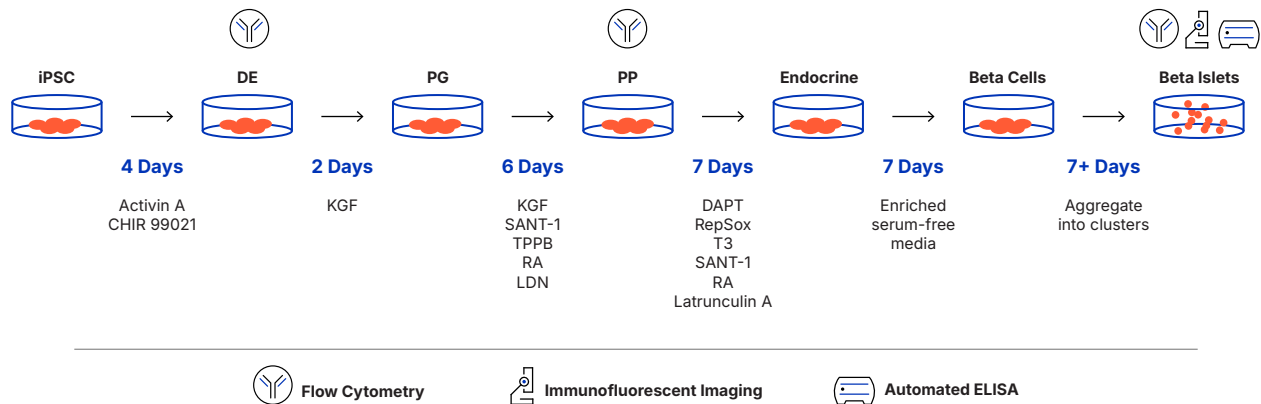 iPSC
DE
PG
PP
Endocrine
Beta Cells
Beta Islets
4 Days
2 Days
6 Days
7 Days
7 Days
7+ Days
Activin A
CHIR 99021
KGF
KGF
SANT-1
TPPB
RA
LDN
DAPT
RepSox
T3
SANT-1
RA
Latrunculin A
Enriched
serum-free
media
Aggregate
into clusters
Flow Cytometry
Immunofluorescent Imaging
Automated ELISA